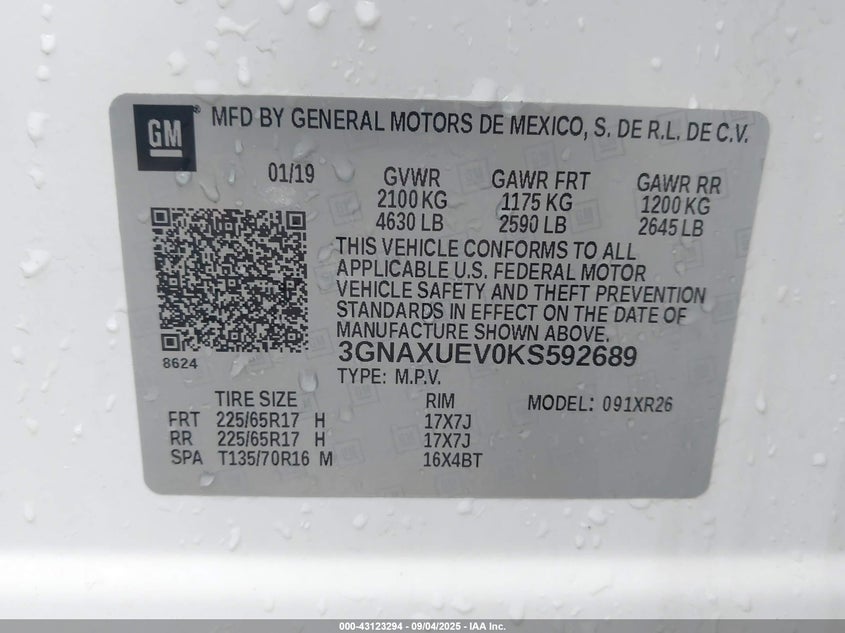 GM
MFD BY GENERAL MOTORS DE MEXICO, S. DE R.L. DE C.V.
01/19 GVWR GAWR FRT GAWR RR
2100 KG 1175 KG 1200 KG
4630 LB 2590 LB 2645 LB
THIS VEHICLE CONFORMS TO ALL
APPLICABLE U.S. FEDERAL MOTOR
VEHICLE SAFETY AND THEFT PREVENTION
STANDARDS IN EFFECT ON THE DATE OF
MANUFACTURE SHOWN ABOVE.
8624 3GNAXUEV0KS592689
TYPE: M.P.V.
TIRE SIZE RIM MODEL: 091XR26
FRT 225/65R17 H 17X7J
RR 225/65R17 H 17X7J
SPA T135/70R16 M 16X4BT
000-43123294 - 09/04/2025 - IAA Inc.